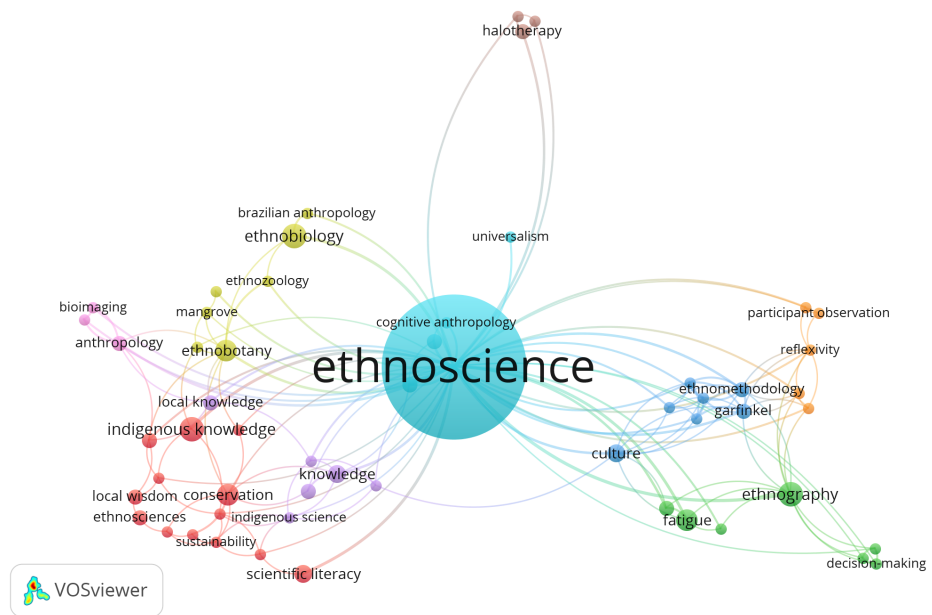 halotherapy
brazilian anthropology
ethnobiology
universalism
ethnozoology
bioimaging
mangrove
participant observation
cognitive anthropology
anthropology
ethnobotany
reflexivity
ethnoscience
ethnomethodology
local knowledge
garfinkel
indigenous knowledge
culture
knowledge
local wisdom
conservation
ethnography
ethnosciences
indigenous science
fatigue
sustainability
decision-making
scientific literacy
VOSviewer